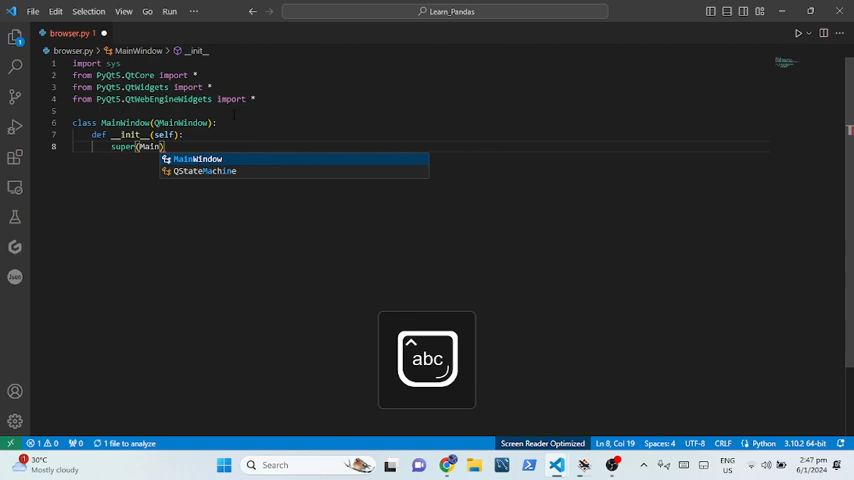 File Edit Selection View Go Run ··· Learn_Pandas
browser.py 1
browser.py > MainWindow > __init__
1 import sys
2 from PyQt5.QtCore import *
3 from PyQt5.QtWidgets import *
4 from PyQt5.QtWebEngineWidgets import *
5
6 class MainWindow(QMainWindow):
7 def __init__(self):
8 super(Main)
MainWindow
QStateMachine
abc
Json
1 0 0 1 file to analyze Screen Reader Optimized Ln 8, Col 19 Spaces: 4 UTF-8 CRLF Python 3.10.2 64-bit
30°C
Mostly cloudy
Search
ENG
US
2:47 pm
6/1/2024